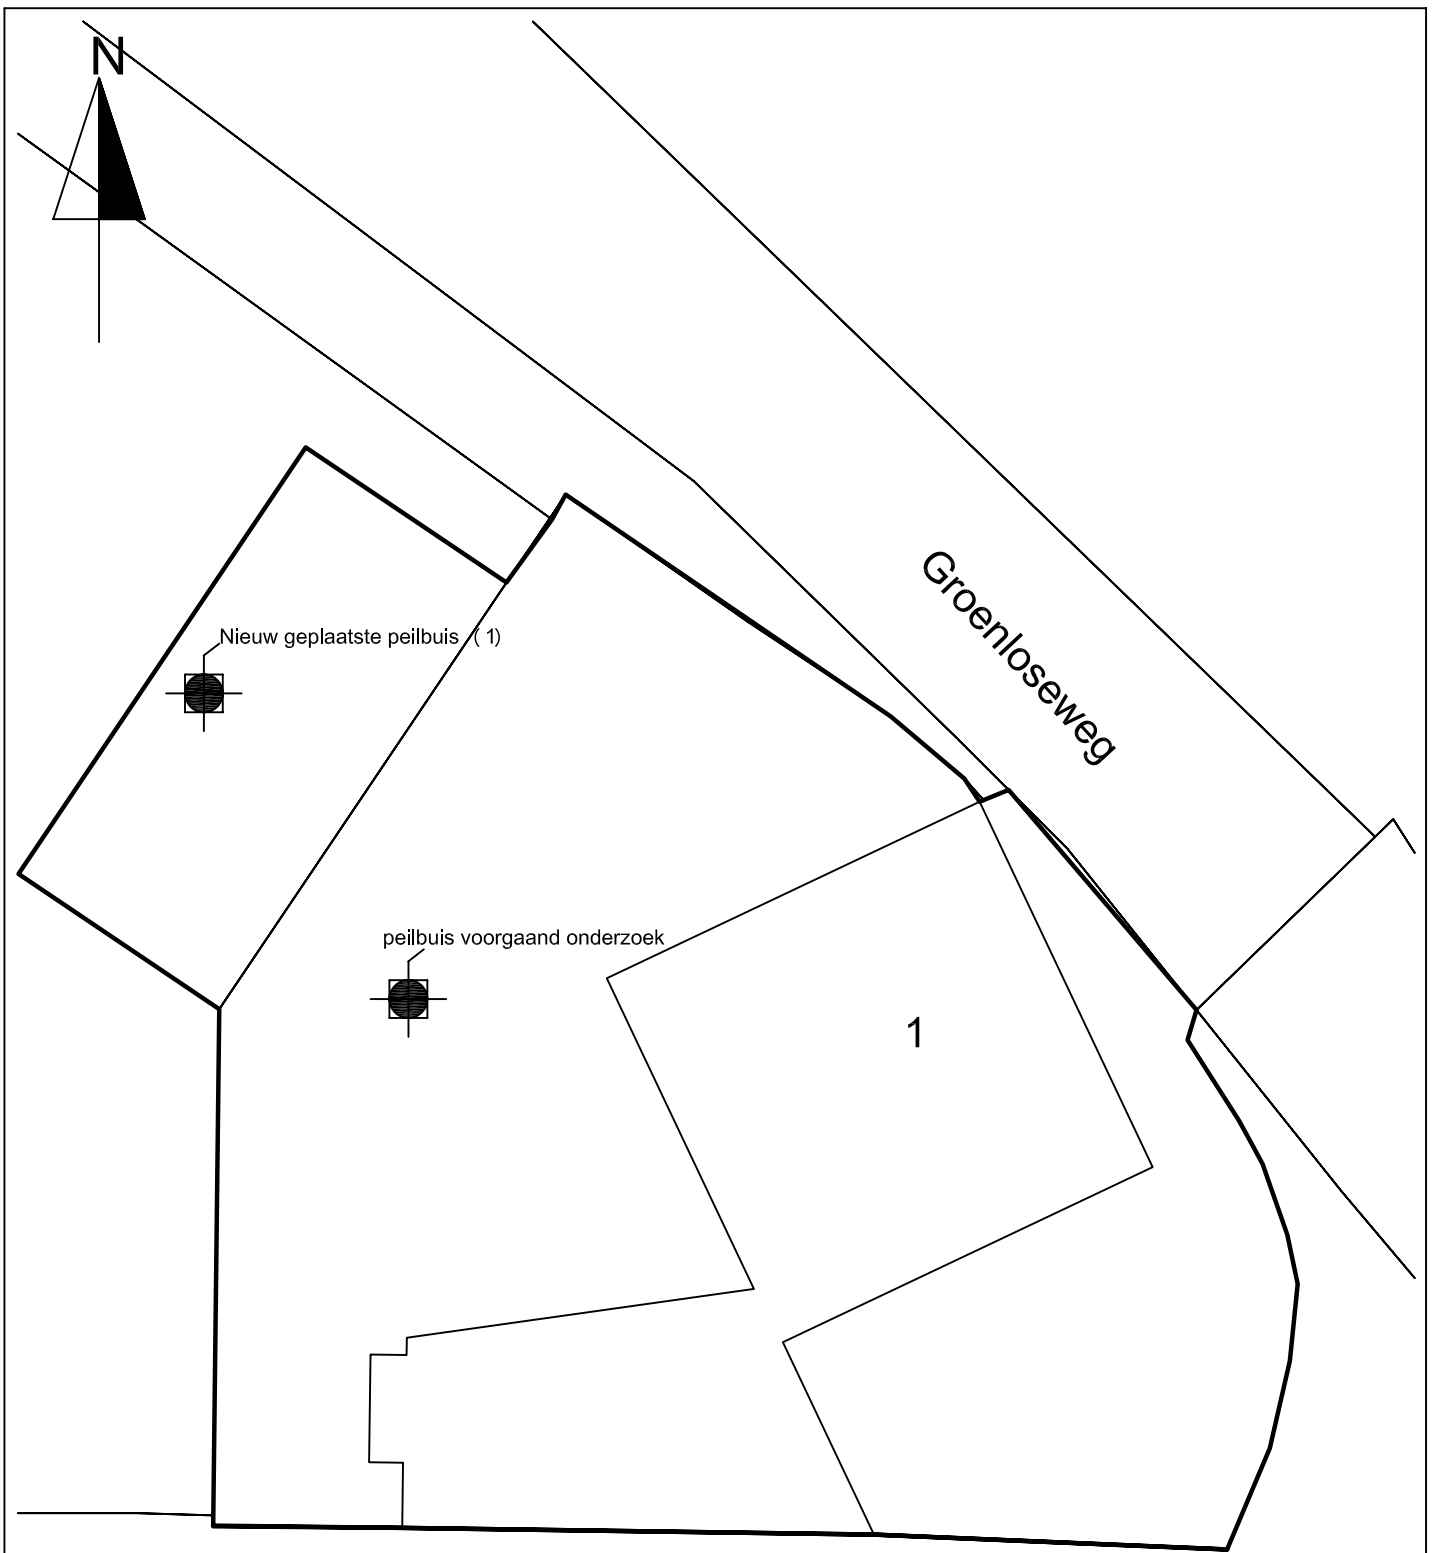 N
Groenloseweg
Nieuw geplaatste peilbuis (1)
peilbuis voorgaand onderzoek
1